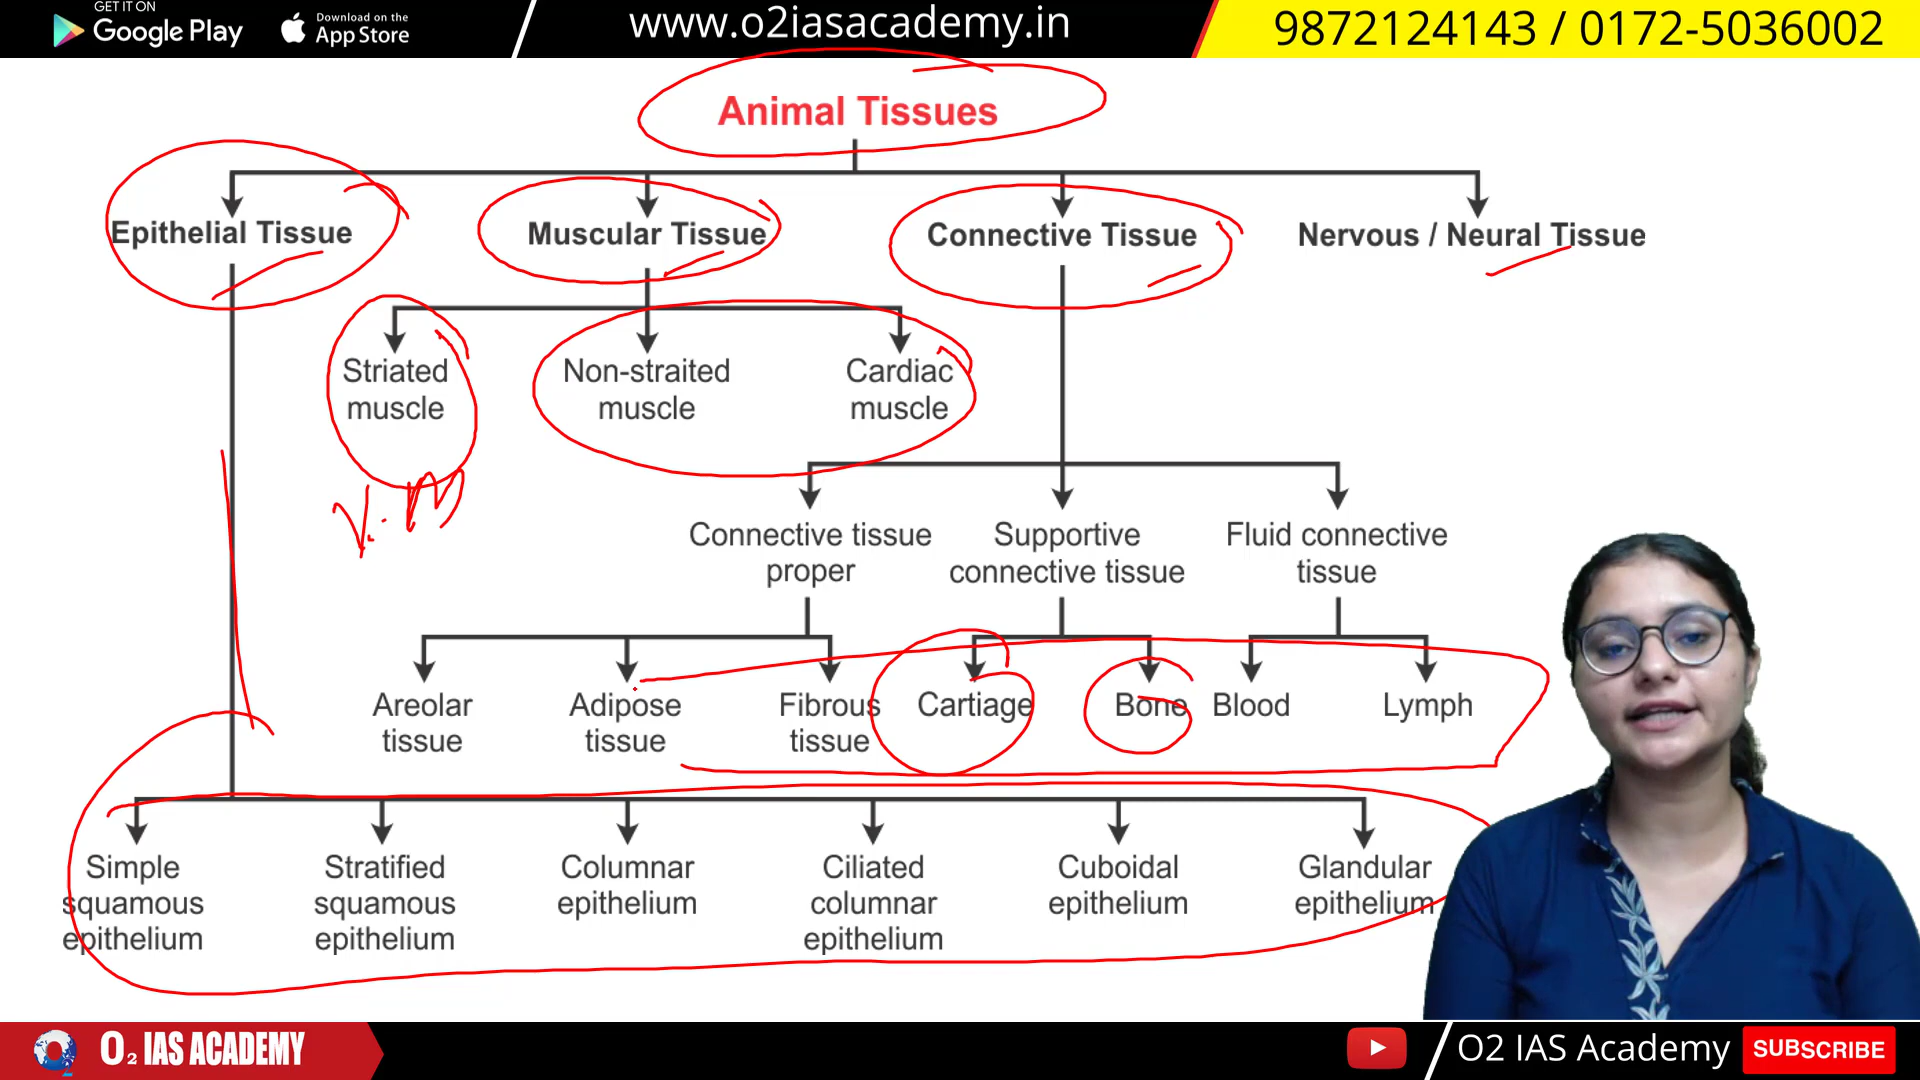 GET IT ON
Google Play
Download on the
App Store
www.o2iasacademy.in
9872124143 / 0172-5036002
Animal Tissues
Epithelial Tissue
Muscular Tissue
Connective Tissue
Nervous / Neural Tissue
Striated
muscle
Non-straited
muscle
Cardiac
muscle
V.M
Connective tissue
proper
Supportive
connective tissue
Fluid connective
tissue
Areolar
tissue
Adipose
tissue
Fibrous
tissue
Cartiage
Bone
Blood
Lymph
Simple
squamous
epithelium
Stratified
squamous
epithelium
Columnar
epithelium
Ciliated
columnar
epithelium
Cuboidal
epithelium
Glandular
epithelium
O2 IAS ACADEMY
O2 IAS Academy
SUBSCRIBE